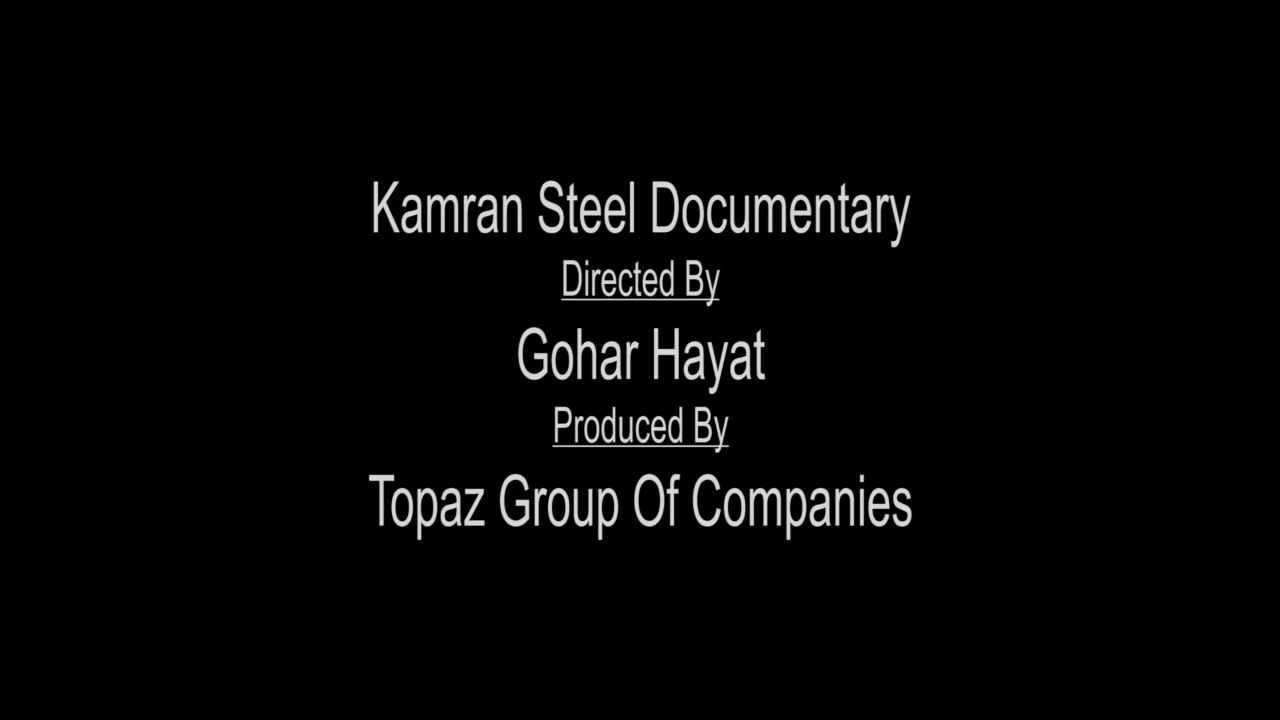 Kamran Steel Documentary
Directed By
Gohar Hayat
Produced By
Topaz Group Of Companies